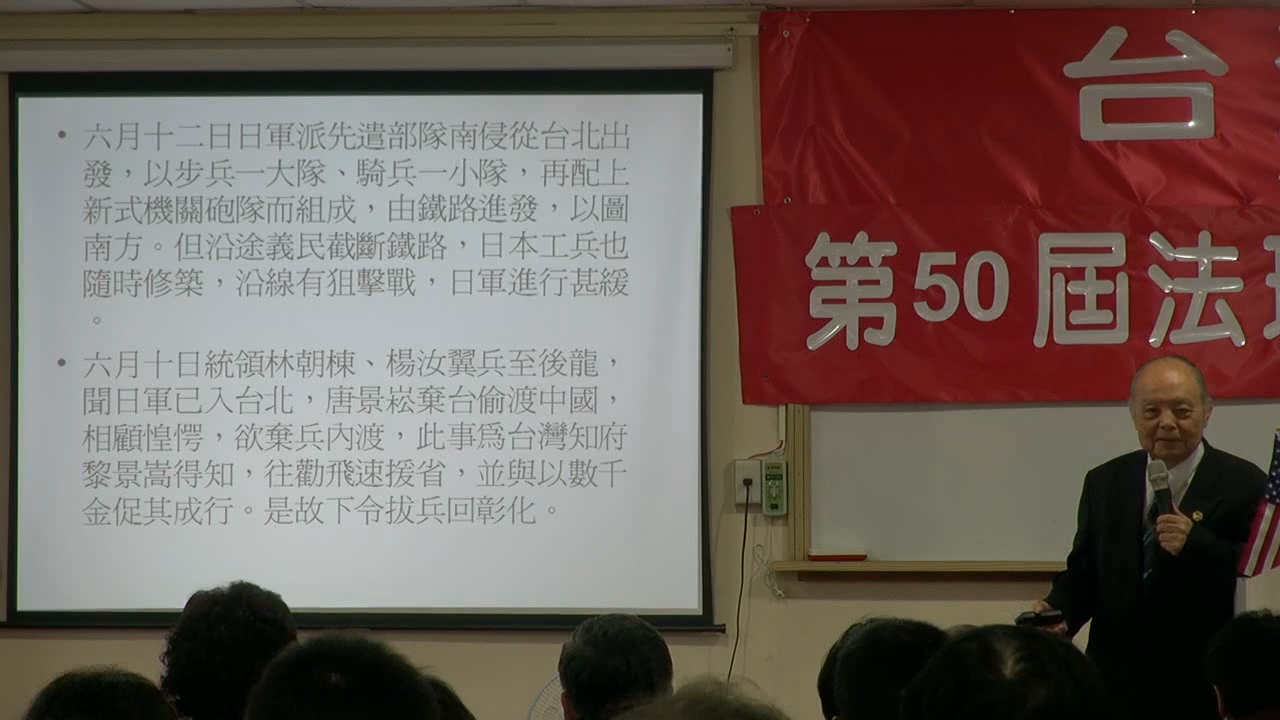 • 六月十二日日軍派先遣部隊南侵從台北出
發，以步兵一大隊、騎兵一小隊，再配上
新式機關砲隊而組成，由鐵路進發，以圖
南方。但沿途義民截斷鐵路，日本工兵也
隨時修築，沿線有狙擊戰，日軍進行甚緩
。
• 六月十日統領林朝棟、楊汝翼兵至後龍，
聞日軍已入台北，唐景崧棄台偷渡中國，
相顧惶愕，欲棄兵內渡，此事爲台灣知府
黎景嵩得知，往勸飛速援省，並與以數千
金促其成行。是故下令拔兵回彰化。
台
第50屆法